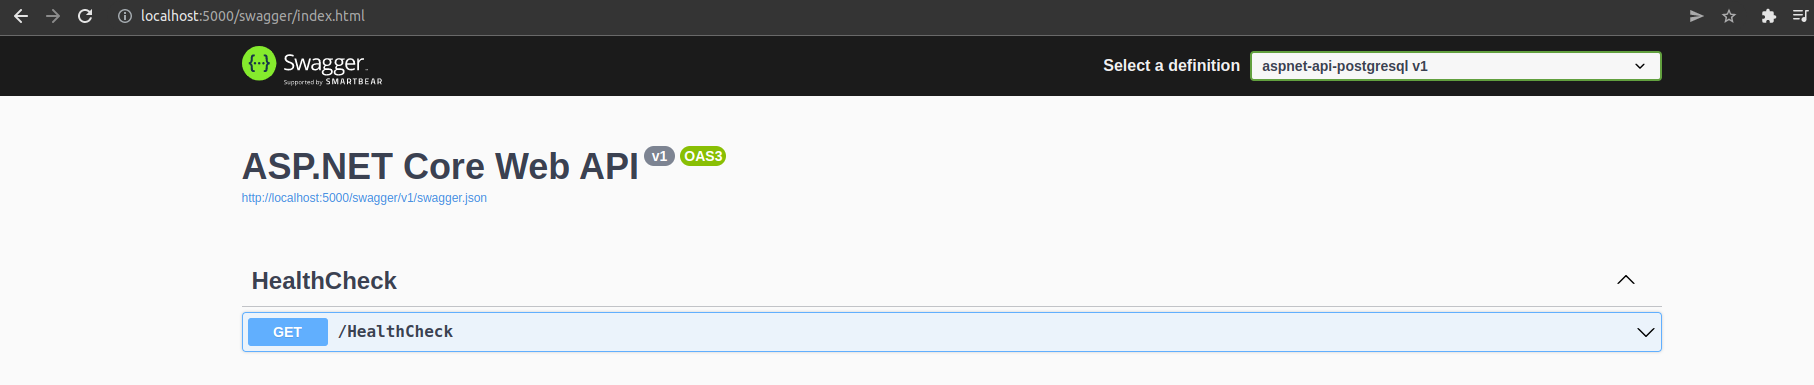 localhost:5000/swagger/index.html
Swagger
Supported by SMARTBEAR
Select a definition
aspnet-api-postgresql v1
ASP.NET Core Web API v1 OAS3
http://localhost:5000/swagger/v1/swagger.json
HealthCheck
GET /HealthCheck